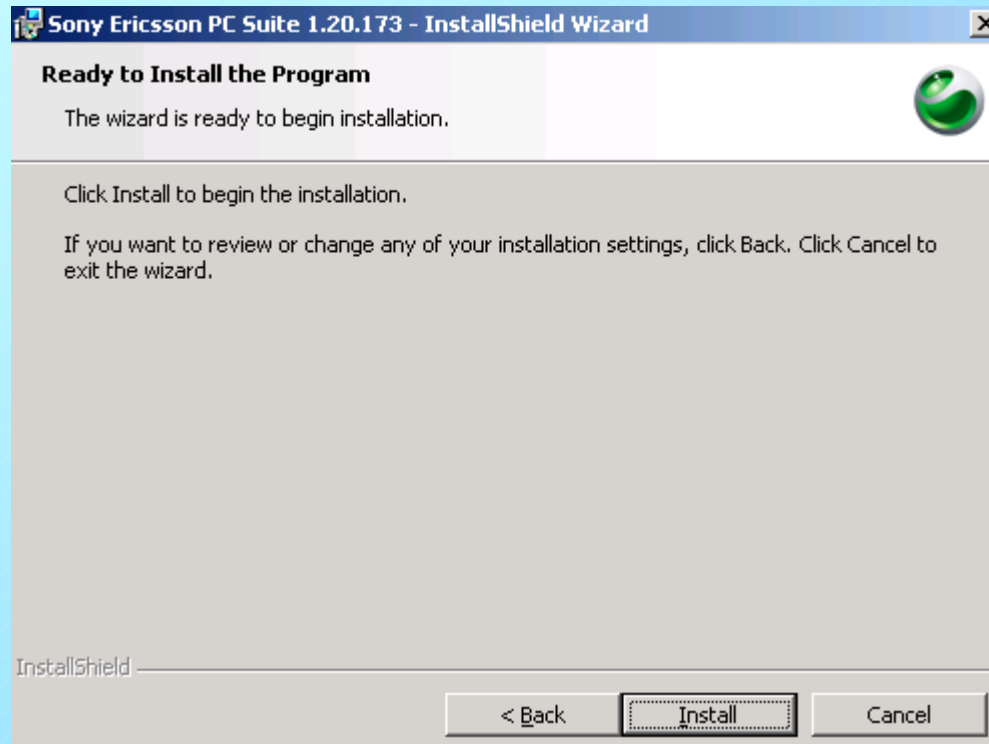 Sony Ericsson PC Suite 1.20.173 - InstallShield Wizard
Ready to Install the Program
The wizard is ready to begin installation.
Click Install to begin the installation.
If you want to review or change any of your installation settings, click Back. Click Cancel to
exit the wizard.
InstallShield
< Back Install Cancel